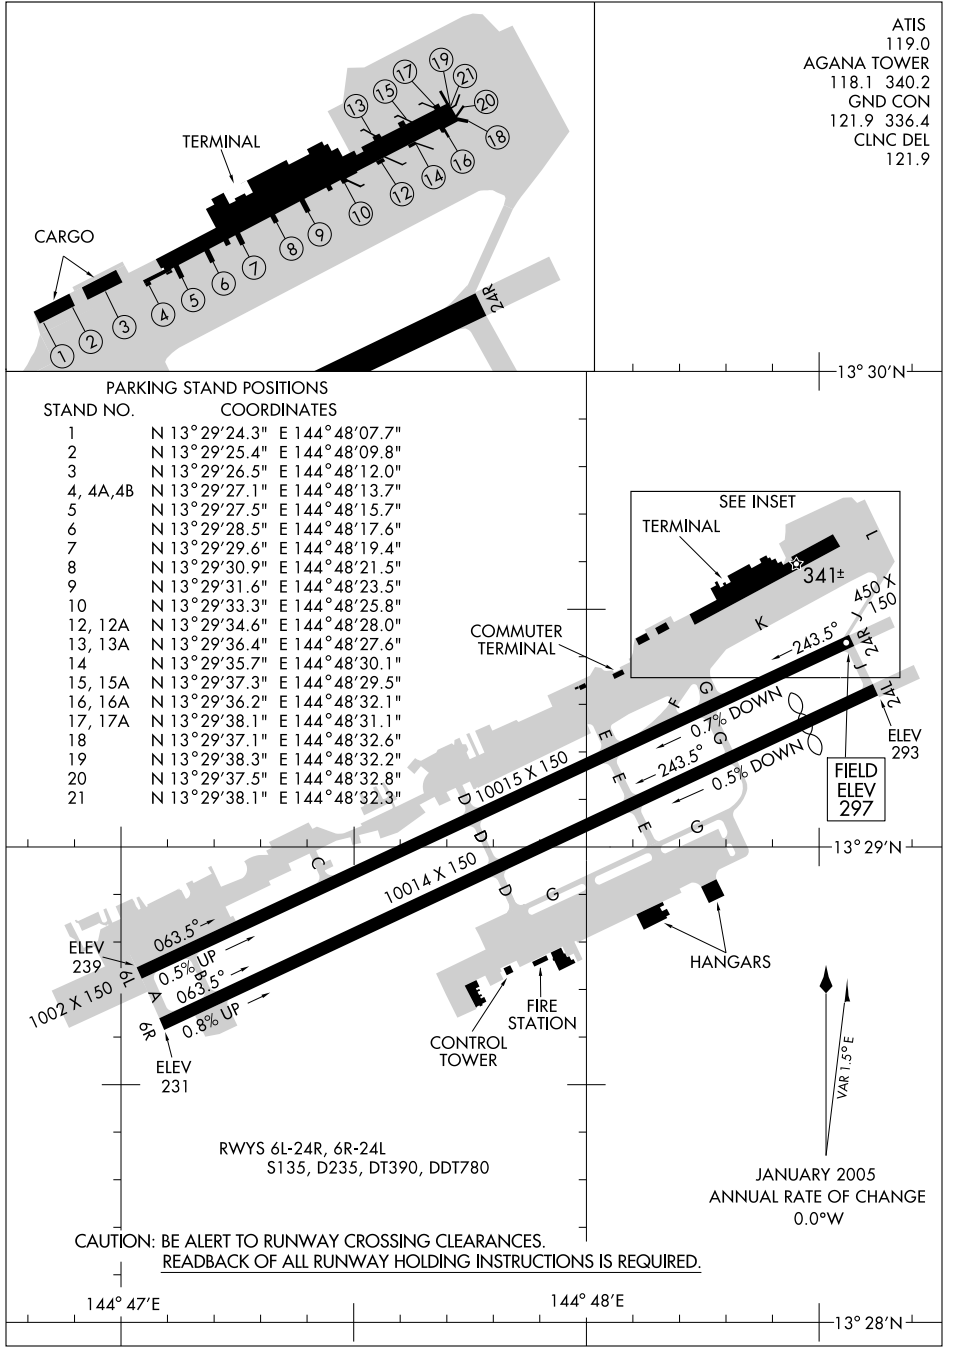 ATIS
119.0
AGANA TOWER
118.1 340.2
GND CON
121.9 336.4
CLNC DEL
121.9
TERMINAL
CARGO
1
2
3
4
5
6
7
8
9
10
12
13
14
15
16
17
18
19
20
21
24R
13° 30'N
PARKING STAND POSITIONS
STAND NO. COORDINATES
1 N 13°29'24.3" E 144°48'07.7"
2 N 13°29'25.4" E 144°48'09.8"
3 N 13°29'26.5" E 144°48'12.0"
4, 4A,4B N 13°29'27.1" E 144°48'13.7"
5 N 13°29'27.5" E 144°48'15.7"
6 N 13°29'28.5" E 144°48'17.6"
7 N 13°29'29.6" E 144°48'19.4"
8 N 13°29'30.9" E 144°48'21.5"
9 N 13°29'31.6" E 144°48'23.5"
10 N 13°29'33.3" E 144°48'25.8"
12, 12A N 13°29'34.6" E 144°48'28.0"
13, 13A N 13°29'36.4" E 144°48'27.6"
14 N 13°29'35.7" E 144°48'30.1"
15, 15A N 13°29'37.3" E 144°48'29.5"
16, 16A N 13°29'36.2" E 144°48'32.1"
17, 17A N 13°29'38.1" E 144°48'31.1"
18 N 13°29'37.1" E 144°48'32.6"
19 N 13°29'38.3" E 144°48'32.2"
20 N 13°29'37.5" E 144°48'32.8"
21 N 13°29'38.1" E 144°48'32.3"
SEE INSET
TERMINAL
L
341±
450 X
150
J
K
COMMUTER
TERMINAL
243.5°
24R
J
24L
F
G
0.7% DOWN
E
G
ELEV
293
E
243.5°
0.5% DOWN
10015 X 150
FIELD
ELEV
297
D
D
E
G
13° 29'N
C
10014 X 150
D
G
063.5°
ELEV
239
6L
0.5% UP
B
063.5°
A
1002 X 150
6R
0.8% UP
HANGARS
FIRE
STATION
CONTROL
TOWER
ELEV
231
VAR 1.5° E
RWYS 6L-24R, 6R-24L
S135, D235, DT390, DDT780
JANUARY 2005
ANNUAL RATE OF CHANGE
0.0°W
CAUTION: BE ALERT TO RUNWAY CROSSING CLEARANCES.
READBACK OF ALL RUNWAY HOLDING INSTRUCTIONS IS REQUIRED.
144° 47'E
144° 48'E
13° 28'N